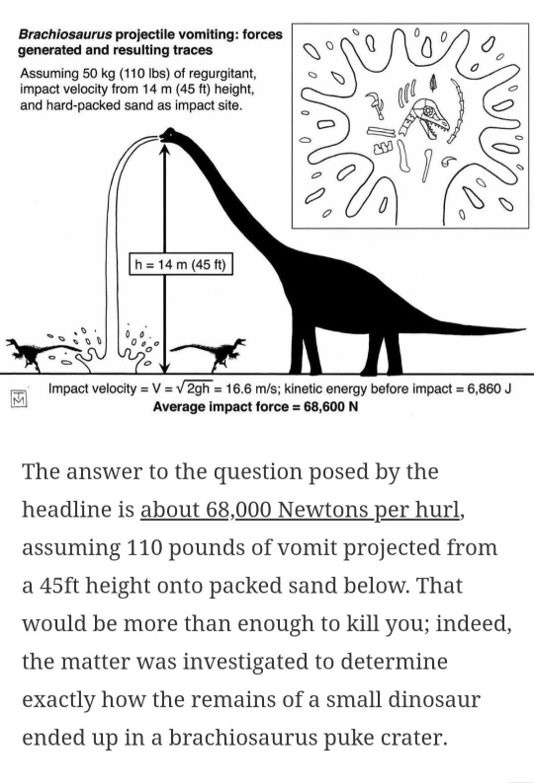 Brachiosaurus projectile vomiting: forces
generated and resulting traces
Assuming 50 kg (110 lbs) of regurgitant,
impact velocity from 14 m (45 ft) height,
and hard-packed sand as impact site.
h = 14 m (45 ft)
Impact velocity = V = √2gh = 16.6 m/s; kinetic energy before impact = 6,860 J
Average impact force = 68,600 N
The answer to the question posed by the
headline is about 68,000 Newtons per hurl,
assuming 110 pounds of vomit projected from
a 45ft height onto packed sand below. That
would be more than enough to kill you; indeed,
the matter was investigated to determine
exactly how the remains of a small dinosaur
ended up in a brachiosaurus puke crater.